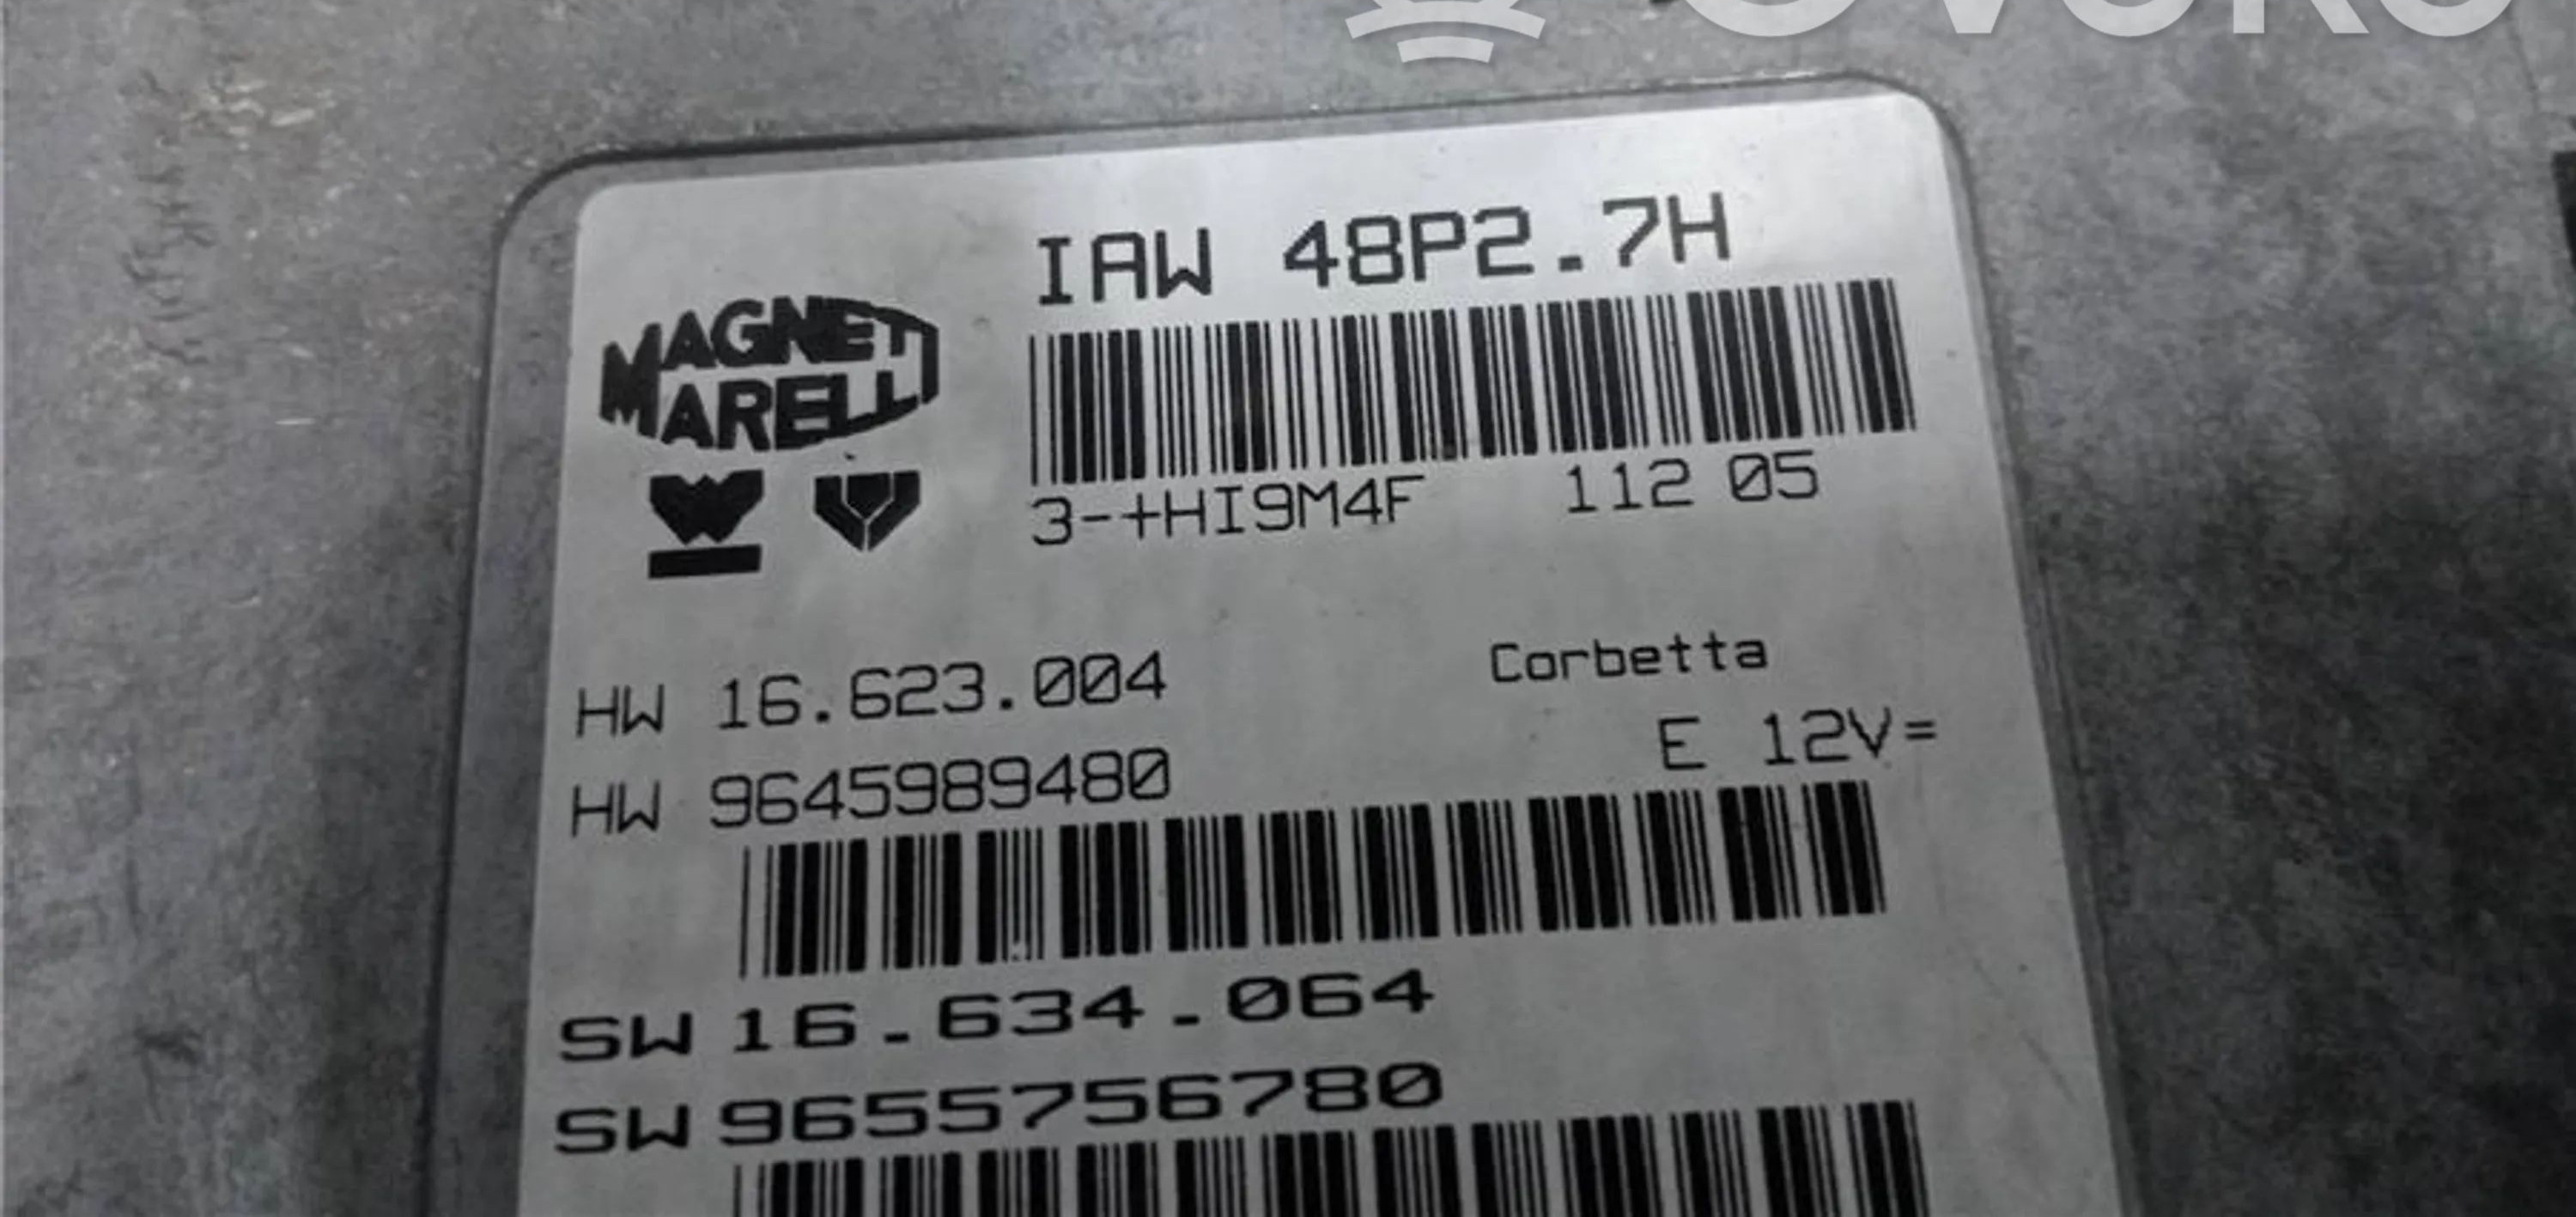 IAW 48P2.7H
MAGNETI
MARELLI
3-+HI9M4F 112 05
HW 16.623.004
Corbetta
HW 9645989480
E 12V=
SW 16.634.064
SW 9655756780